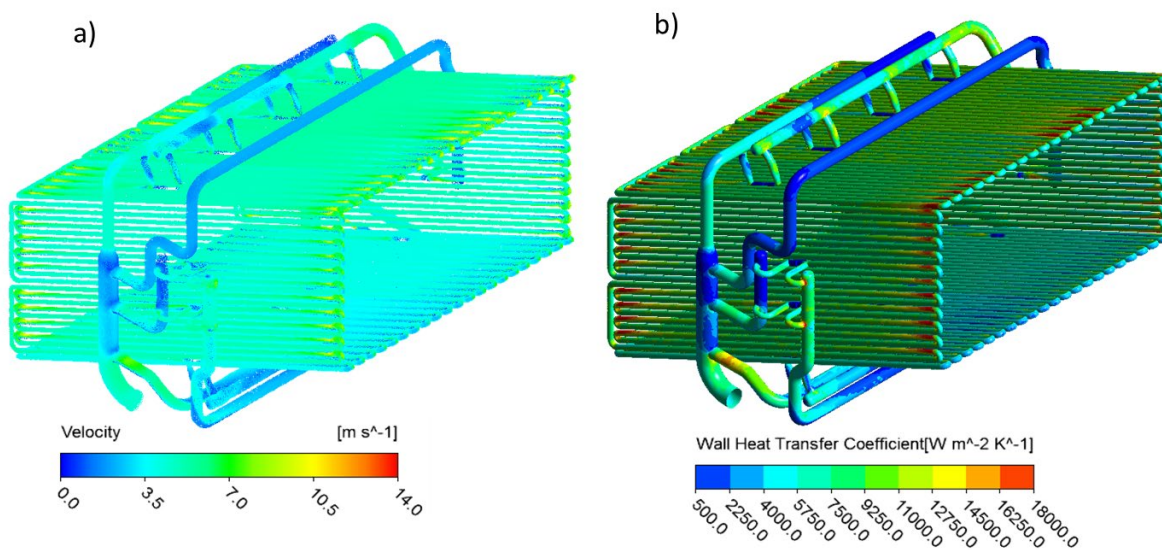 a)
b)
Velocity [m s^-1]
0.0 3.5 7.0 10.5 14.0
Wall Heat Transfer Coefficient[W m^-2 K^-1]
500.0 2250.0 4000.0 5750.0 7500.0 9250.0 11000.0 12750.0 14500.0 16250.0 18000.0